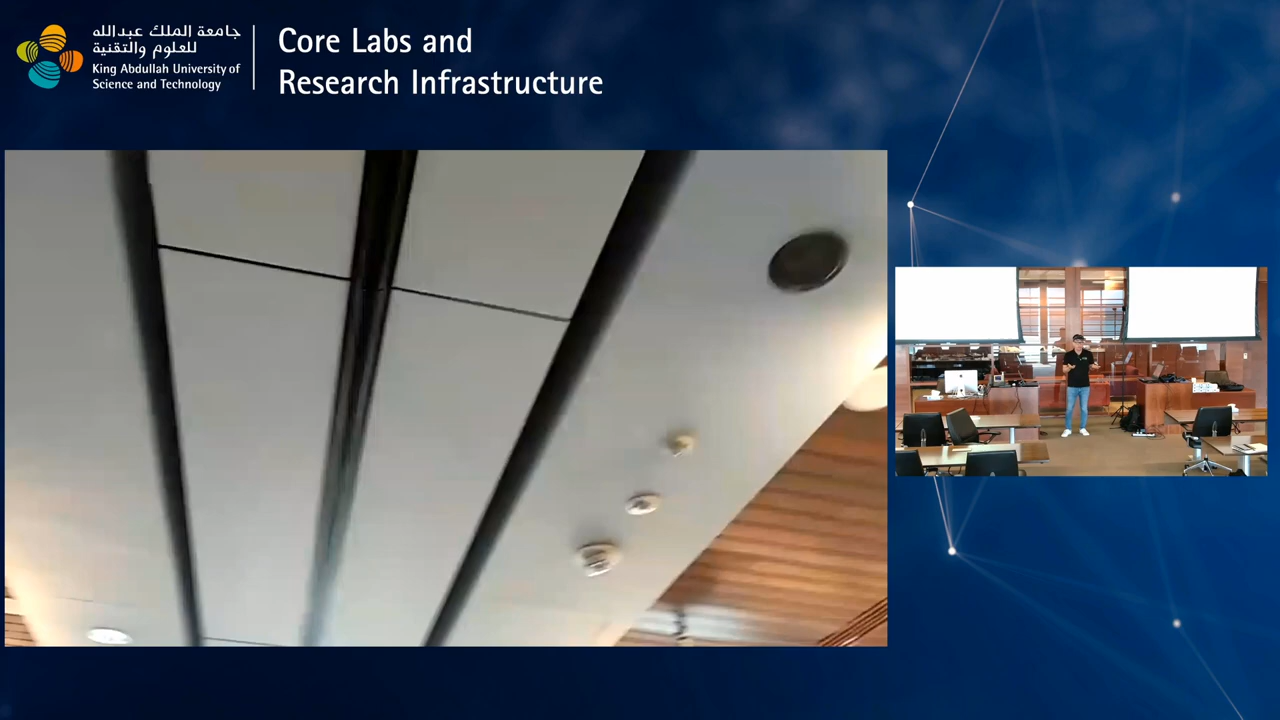 جامعة الملك عبدالله
للعلوم والتقنية
King Abdullah University of
Science and Technology
Core Labs and
Research Infrastructure